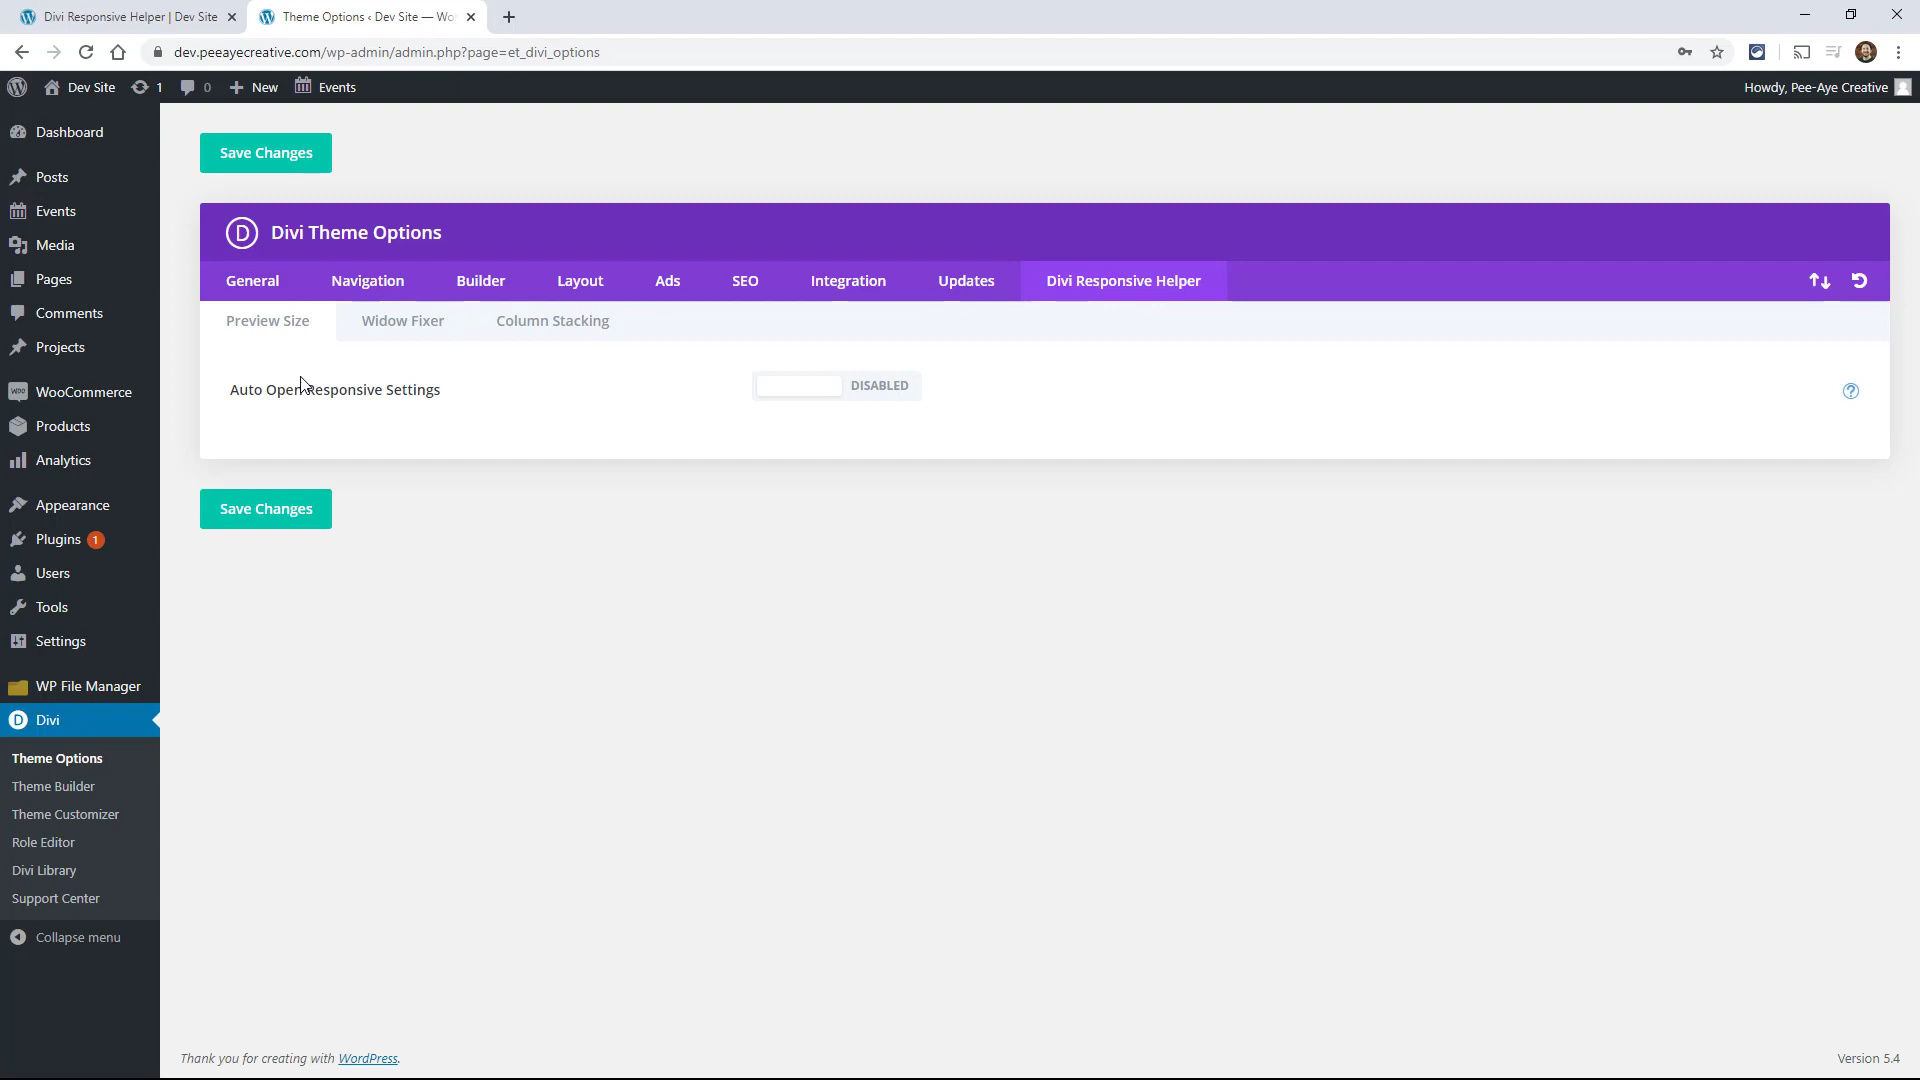 Divi Responsive Helper | Dev Site
Theme Options ‹ Dev Site — Wor
dev.peeayecreative.com/wp-admin/admin.php?page=et_divi_options
Dev Site
1
0
New
Events
Howdy, Pee-Aye Creative
Dashboard
Posts
Events
Media
Pages
Comments
Projects
WOO
WooCommerce
Products
Analytics
Appearance
Plugins 1
Users
Tools
Settings
WP File Manager
D
Divi
Theme Options
Theme Builder
Theme Customizer
Role Editor
Divi Library
Support Center
Collapse menu
Save Changes
D
Divi Theme Options
General
Navigation
Builder
Layout
Ads
SEO
Integration
Updates
Divi Responsive Helper
Preview Size
Widow Fixer
Column Stacking
Auto Open Responsive Settings
DISABLED
?
Save Changes
Thank you for creating with WordPress.
Version 5.4